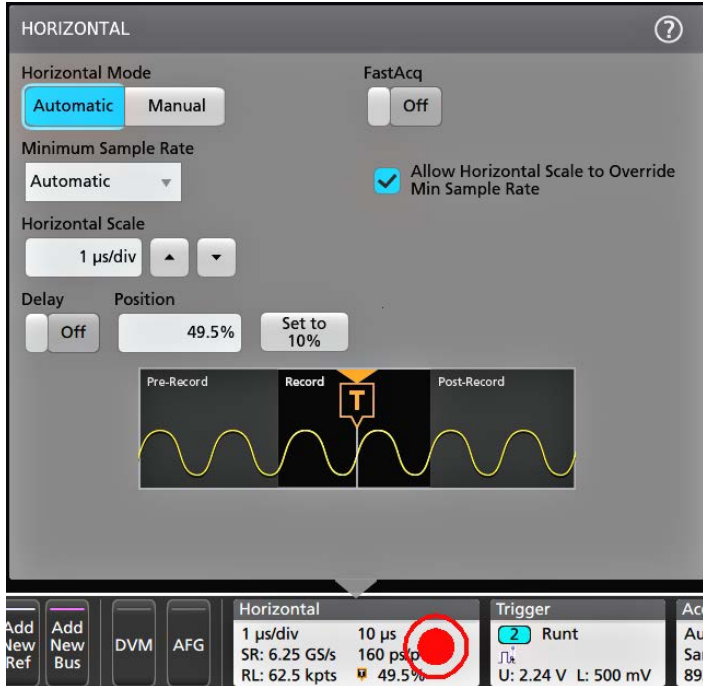 HORIZONTAL
?
Horizontal Mode
FastAcq
Automatic
Manual
Off
Minimum Sample Rate
Automatic
Allow Horizontal Scale to Override
Min Sample Rate
Horizontal Scale
1 µs/div
Delay
Position
Off
49.5%
Set to
10%
Pre-Record
Record
Post-Record
T
Add
New
Ref
Add
New
Bus
DVM
AFG
Horizontal
1 µs/div 10 µs
SR: 6.25 GS/s 160
RL: 62.5 kpts 49.5%
Trigger
2 Runt
U: 2.24 V L: 500 mV